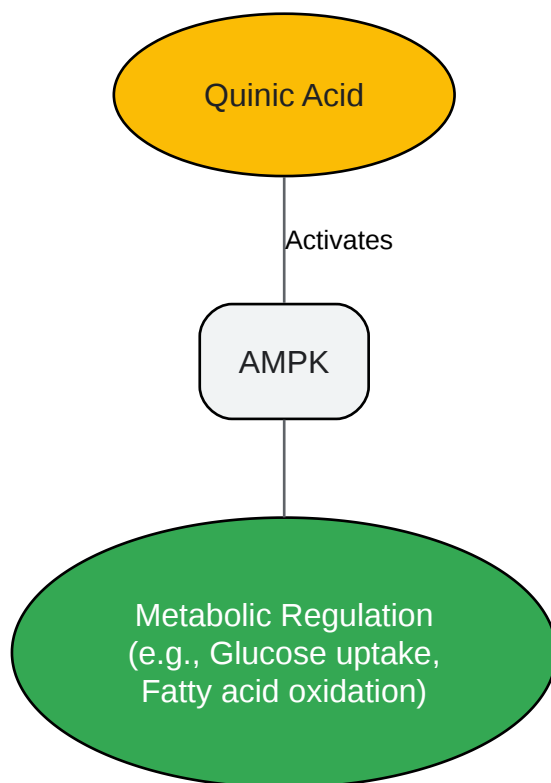 Quinic Acid
Activates
AMPK
Metabolic Regulation
(e.g., Glucose uptake,
Fatty acid oxidation)